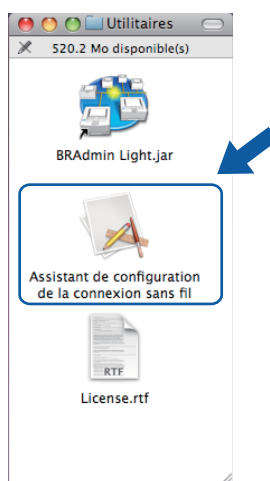 Utilitaires
520.2 Mo disponible(s)
BRAdmin Light.jar
Assistant de configuration
de la connexion sans fil
RTF
License.rtf